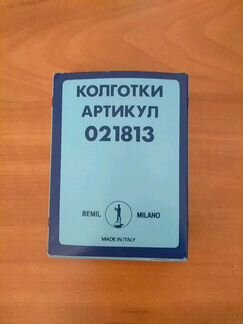 КОЛГОТКИ
АРТИКУЛ
021813
BEMIL MILANO
MADE IN ITALY